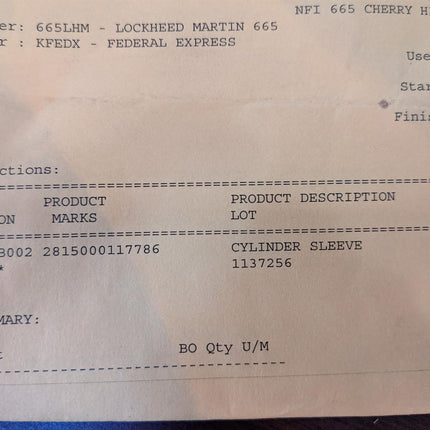 NFI 665 CHERRY H
er: 665LHM - LOCKHEED MARTIN 665
r : KFEDX - FEDERAL EXPRESS
Use
Star
Finis
ctions:
PRODUCT PRODUCT DESCRIPTION
ON MARKS LOT
B002 2815000117786 CYLINDER SLEEVE
* 1137256
MARY:
t BO Qty U/M